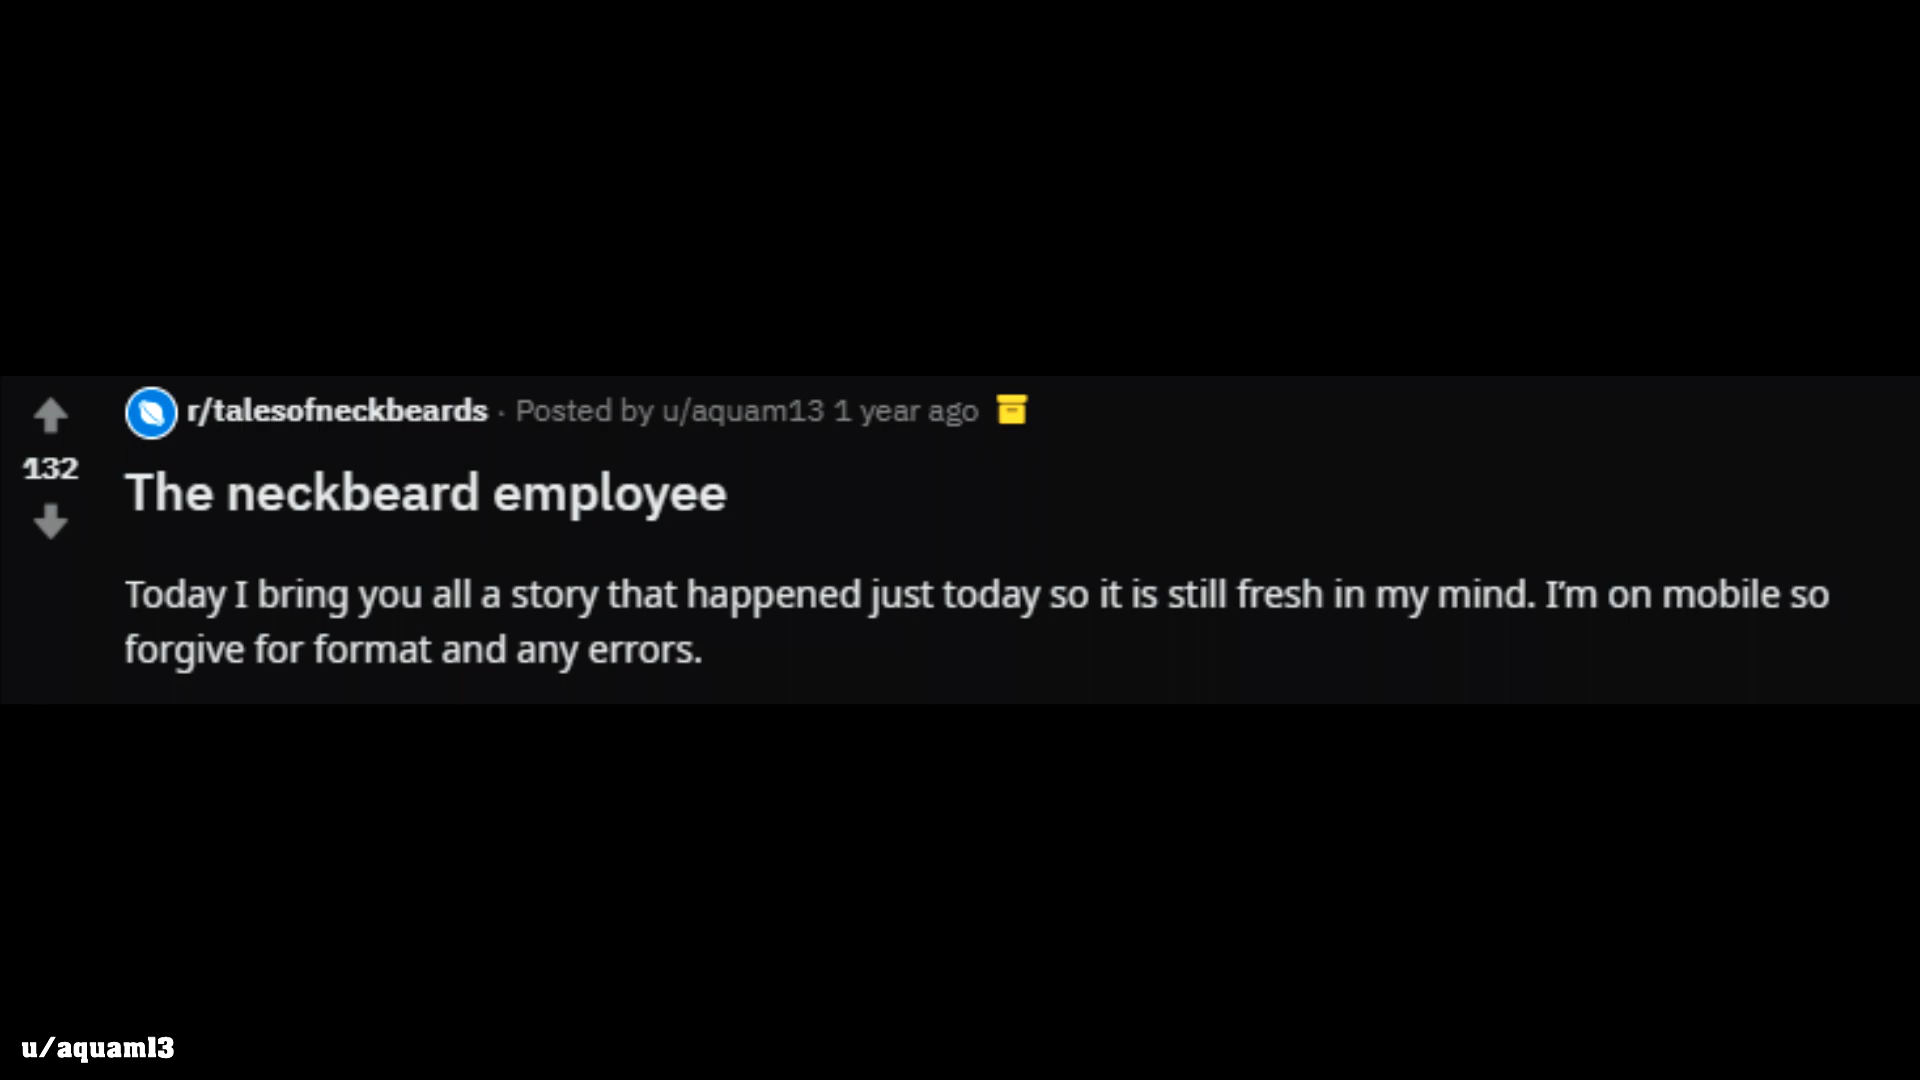 r/talesofneckbeards · Posted by u/aquam13 1 year ago
132
The neckbeard employee
Today I bring you all a story that happened just today so it is still fresh in my mind. I'm on mobile so
forgive for format and any errors.
u/aquam13